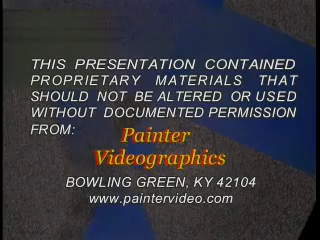 THIS PRESENTATION CONTAINED
PROPRIETARY MATERIALS THAT
SHOULD NOT BE ALTERED OR USED
WITHOUT DOCUMENTED PERMISSION
FROM:
Painter
Videographics
BOWLING GREEN, KY 42104
www.paintervideo.com